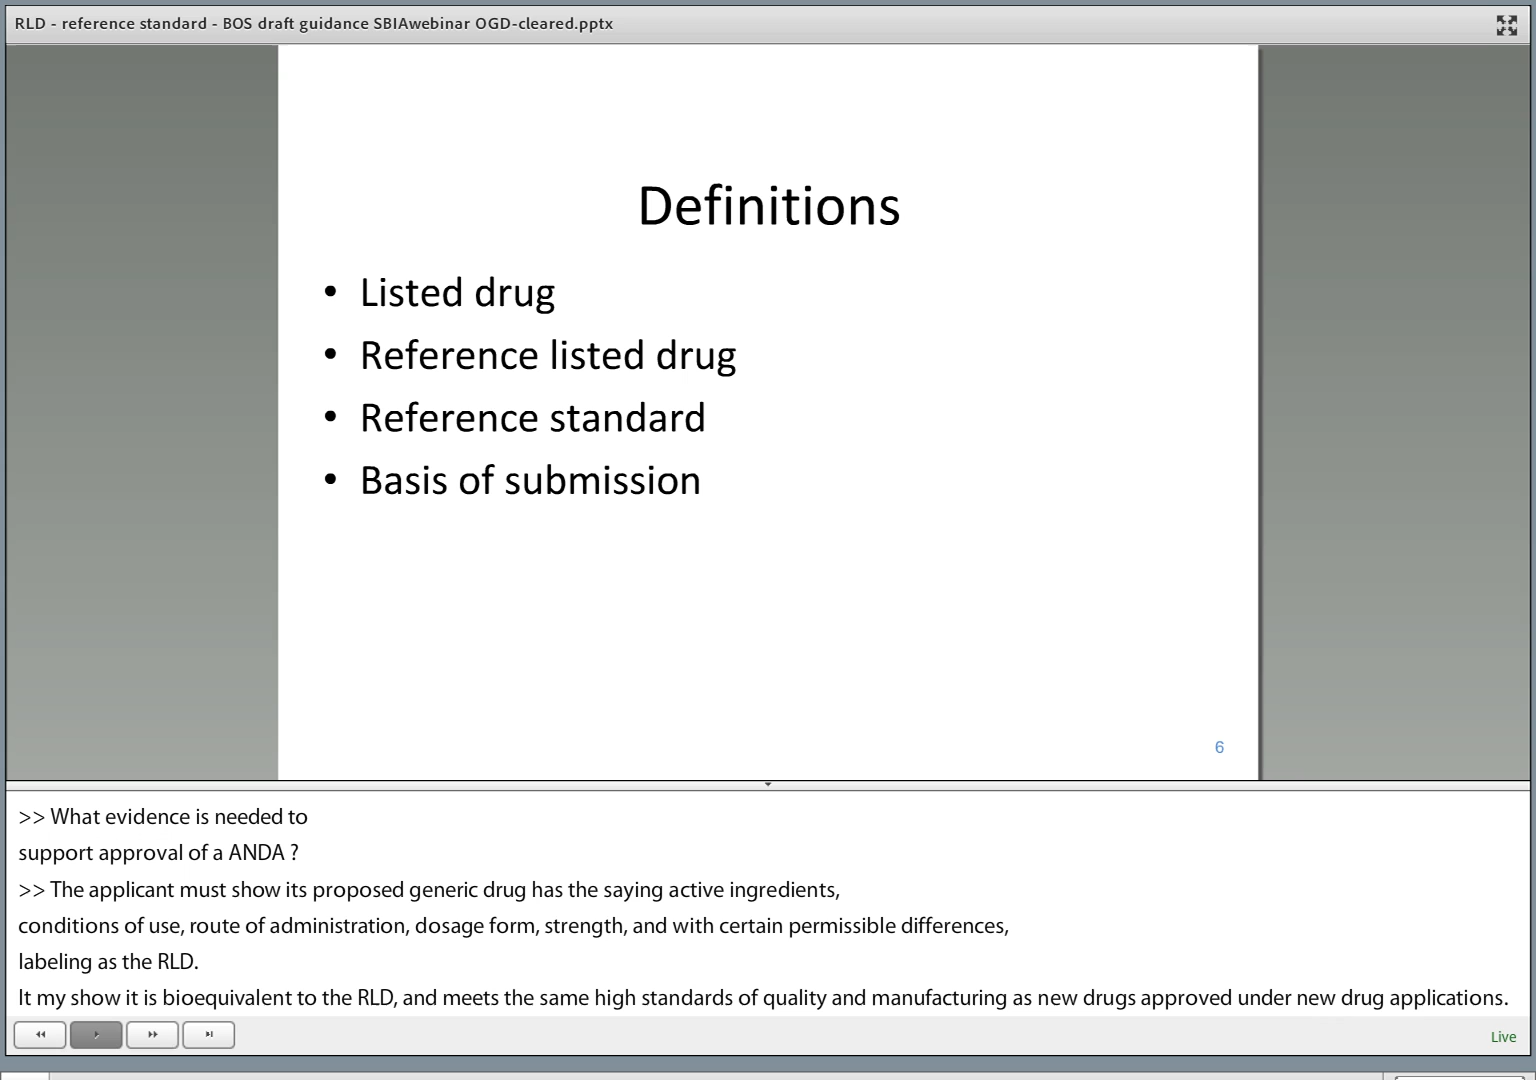 RLD - reference standard - BOS draft guidance SBIAwebinar OGD-cleared.pptx
Definitions
• Listed drug
• Reference listed drug
• Reference standard
• Basis of submission
6
>> What evidence is needed to
support approval of a ANDA ?
>> The applicant must show its proposed generic drug has the saying active ingredients,
conditions of use, route of administration, dosage form, strength, and with certain permissible differences,
labeling as the RLD.
It my show it is bioequivalent to the RLD, and meets the same high standards of quality and manufacturing as new drugs approved under new drug applications.
Live